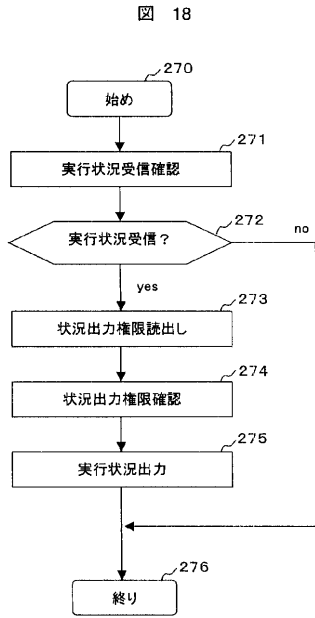 図 18
270
始め
271
実行状況受信確認
272
実行状況受信？
no
yes
273
状況出力権限読出し
274
状況出力権限確認
275
実行状況出力
276
終り